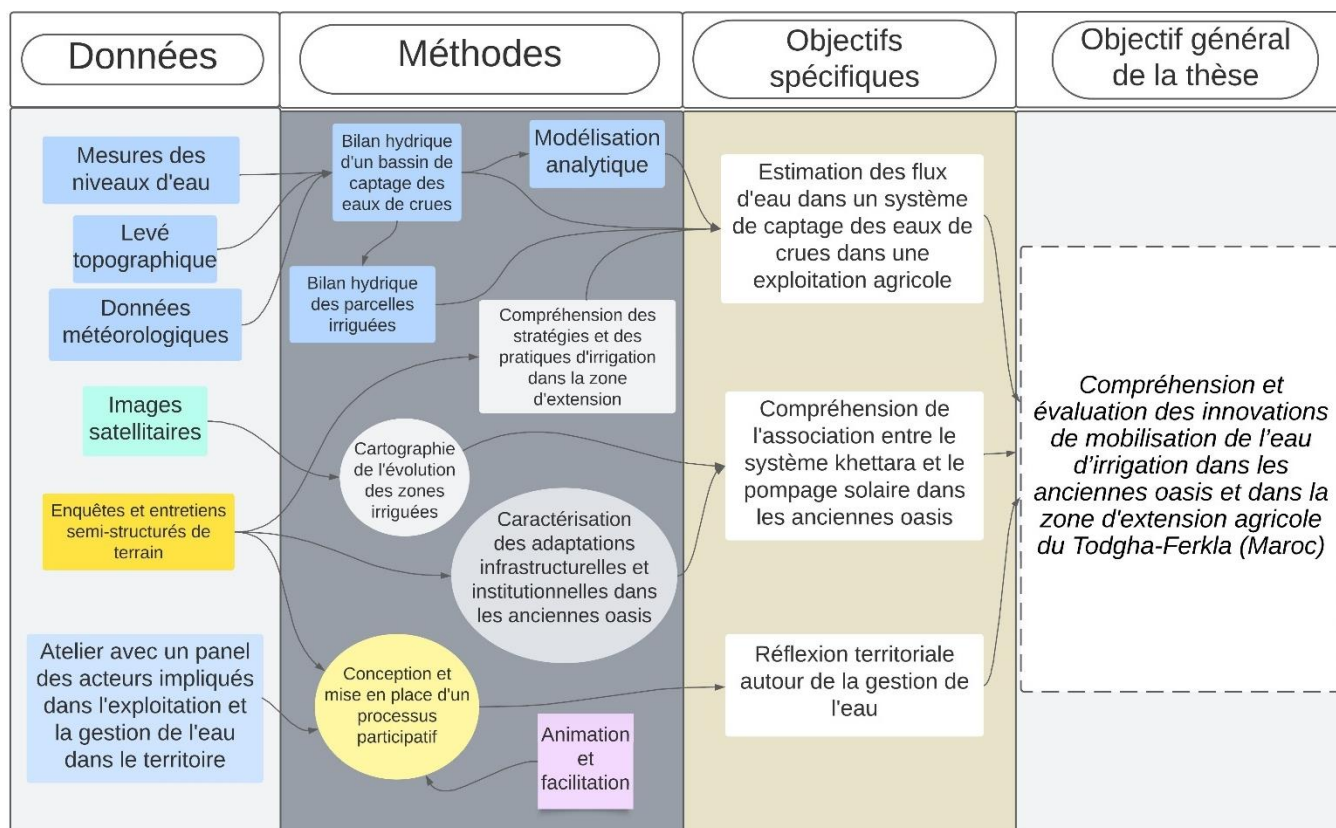 Données
Méthodes
Objectifs
spécifiques
Objectif général
de la thèse
Mesures des
niveaux d'eau
Levé
topographique
Données
météorologiques
Images
satellitaires
Enquêtes et entretiens
semi-structurés de
terrain
Atelier avec un panel
des acteurs impliqués
dans l'exploitation et
la gestion de l'eau
dans le territoire
Bilan hydrique
d'un bassin de
captage des
eaux de crues
Modélisation
analytique
Bilan hydrique
des parcelles
irriguées
Compréhension des
stratégies et des
pratiques d'irrigation
dans la zone
d'extension
Cartographie
de l'évolution
des zones
irriguées
Caractérisation
des adaptations
infrastructurelles et
institutionnelles dans
les anciennes oasis
Conception et
mise en place d'un
processus
participatif
Animation
et
facilitation
Estimation des flux
d'eau dans un système
de captage des eaux de
crues dans une
exploitation agricole
Compréhension de
l'association entre le
système khettara et le
pompage solaire dans
les anciennes oasis
Réflexion territoriale
autour de la gestion de
l'eau
Compréhension et
évaluation des innovations
de mobilisation de l’eau
d’irrigation dans les
anciennes oasis et dans la
zone d'extension agricole
du Todgha-Ferkla (Maroc)